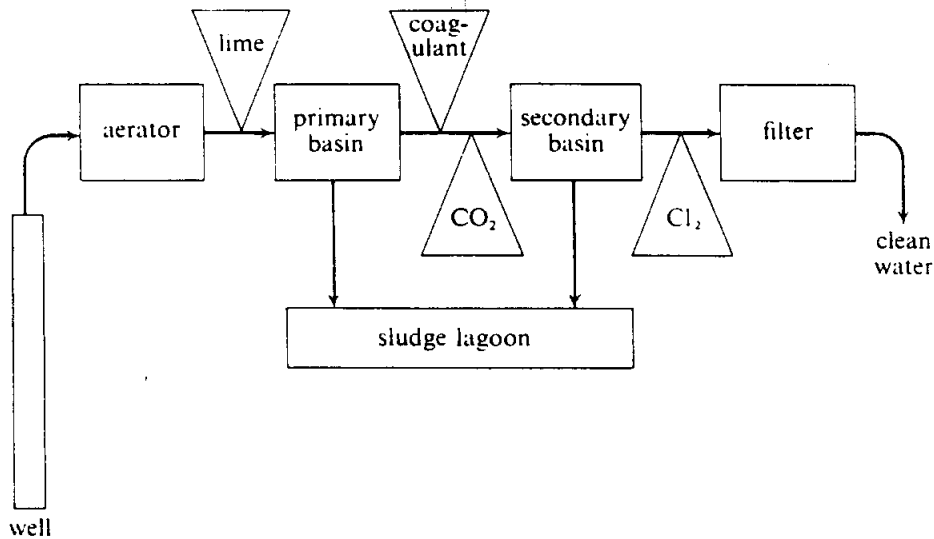 lime
coag-
ulant
aerator
primary
basin
secondary
basin
filter
CO₂
Cl₂
clean
water
sludge lagoon
well